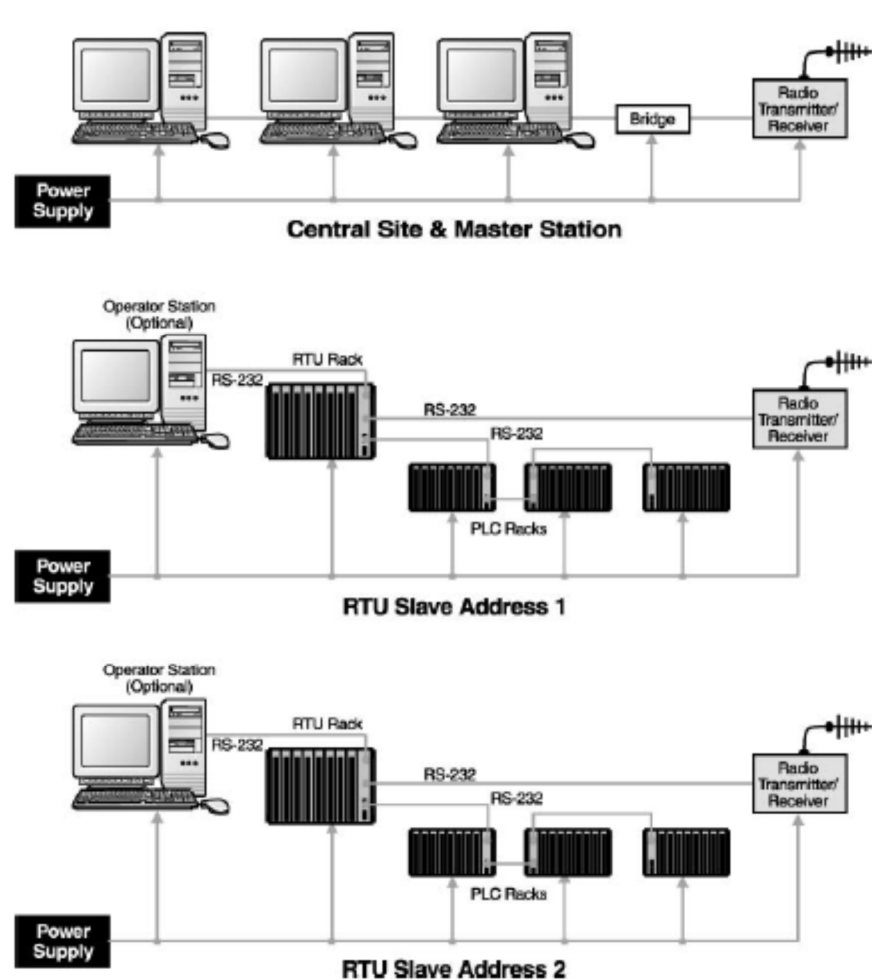 Radio
Transmitter/
Receiver
Bridge
Power
Supply
Central Site & Master Station
Operator Station
(Optional)
RTU Rack
RS-232
RS-232
RS-232
Radio
Transmitter/
Receiver
PLC Racks
Power
Supply
RTU Slave Address 1
Operator Station
(Optional)
RTU Rack
RS-232
RS-232
RS-232
Radio
Transmitter/
Receiver
PLC Racks
Power
Supply
RTU Slave Address 2